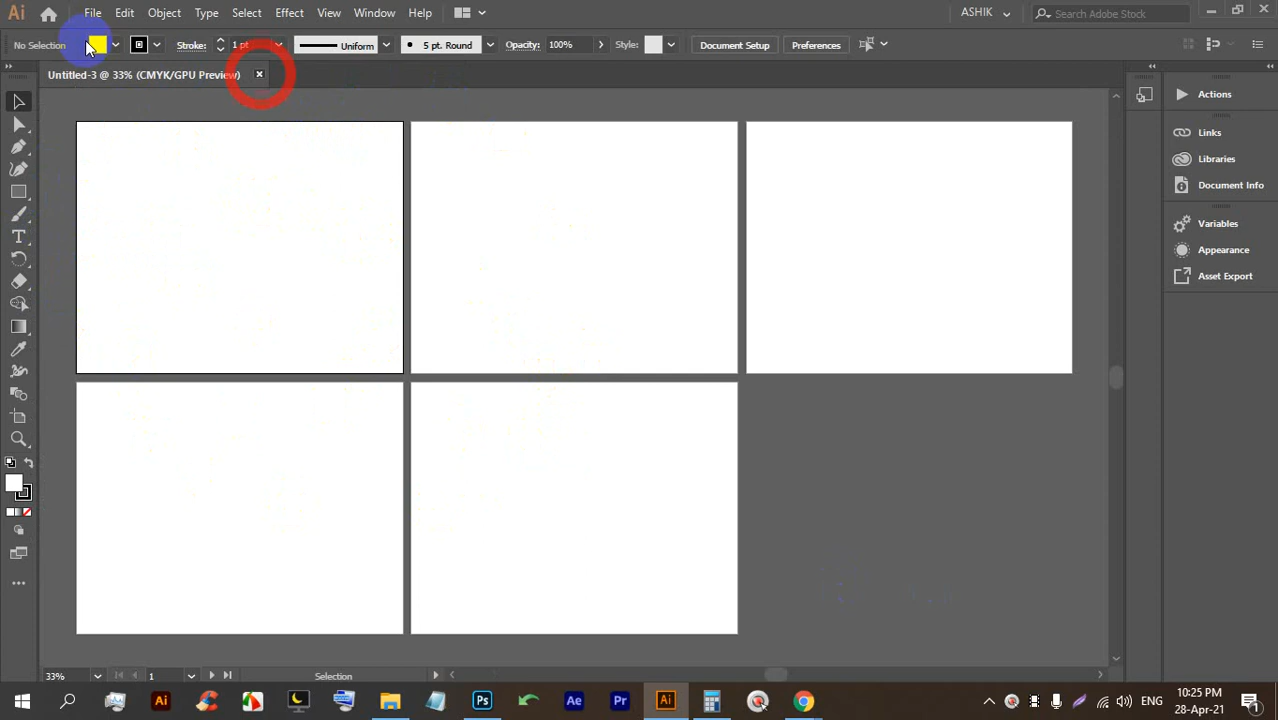 Ai File Edit Object Type Select Effect View Window Help ASHIK Search Adobe Stock
No Selection Stroke: 1 pt Uniform 5 pt. Round Opacity: 100% Style: Document Setup Preferences
Untitled-3 @ 33% (CMYK/GPU Preview)
Actions
Links
Libraries
Document Info
Variables
Appearance
Asset Export
33% 1 Selection
Ai Ps Ae Pr Ai ENG 10:25 PM
28-Apr-21